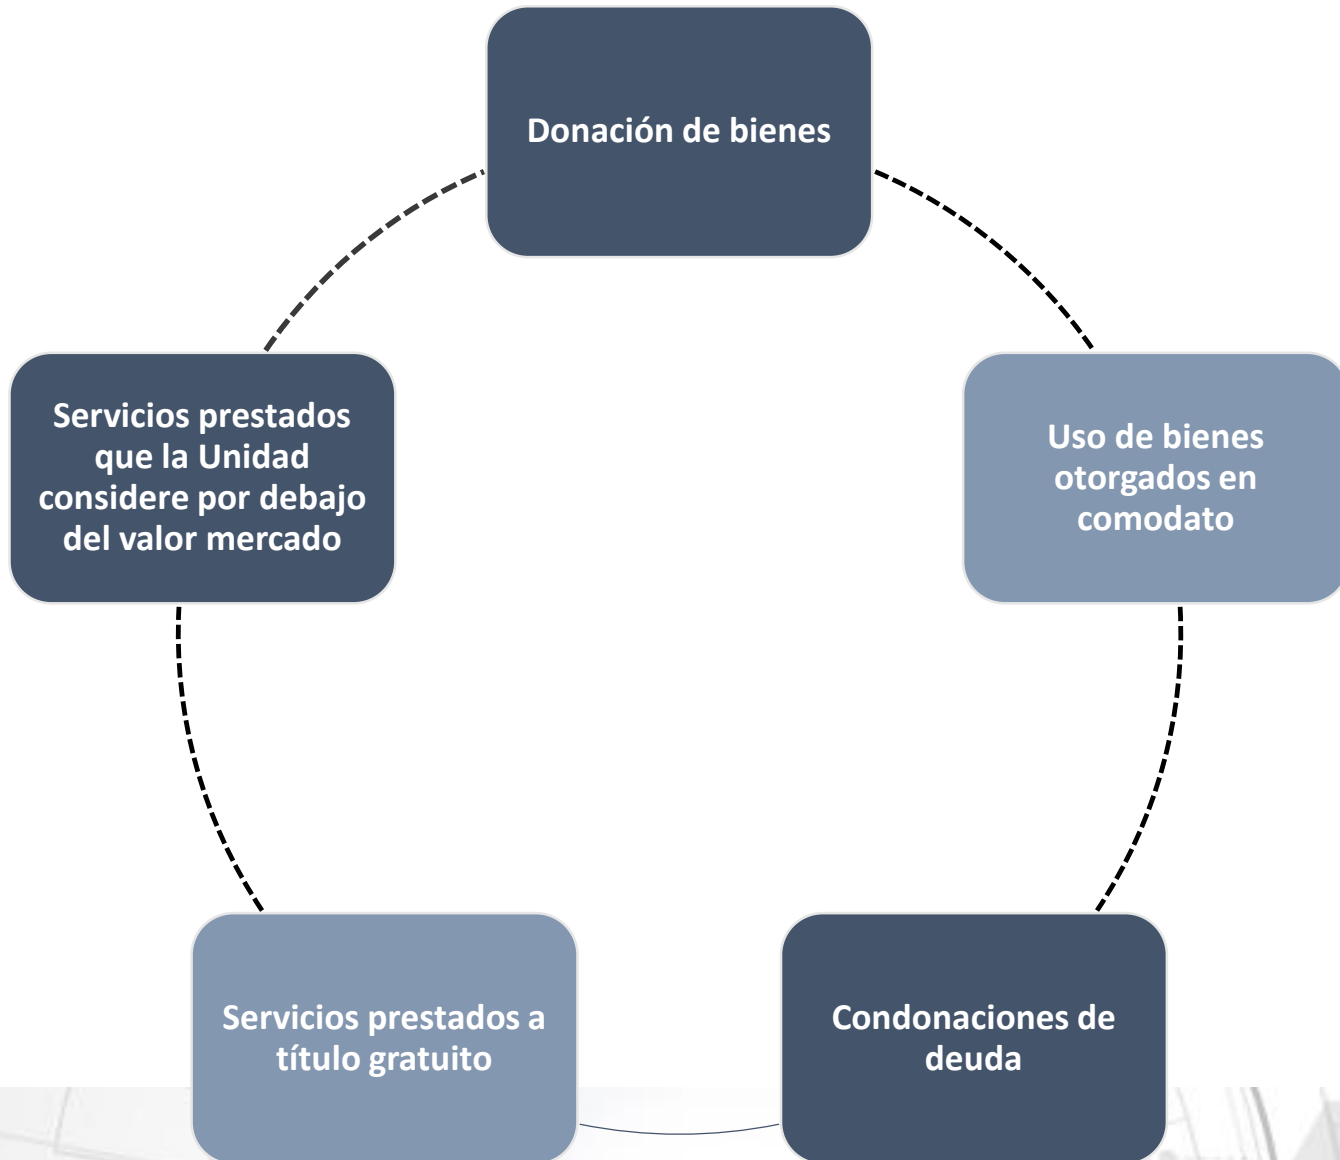 Donación de bienes
Uso de bienes
otorgados en
comodato
Condonaciones de
deuda
Servicios prestados a
título gratuito
Servicios prestados
que la Unidad
considere por debajo
del valor mercado